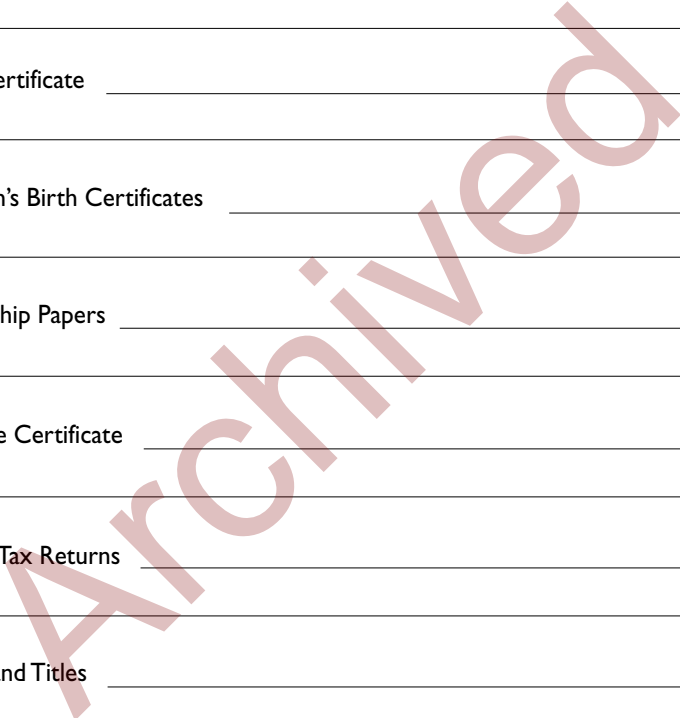 ertificate
n's Birth Certificates
hip Papers
e Certificate
Tax Returns
nd Titles
Archived